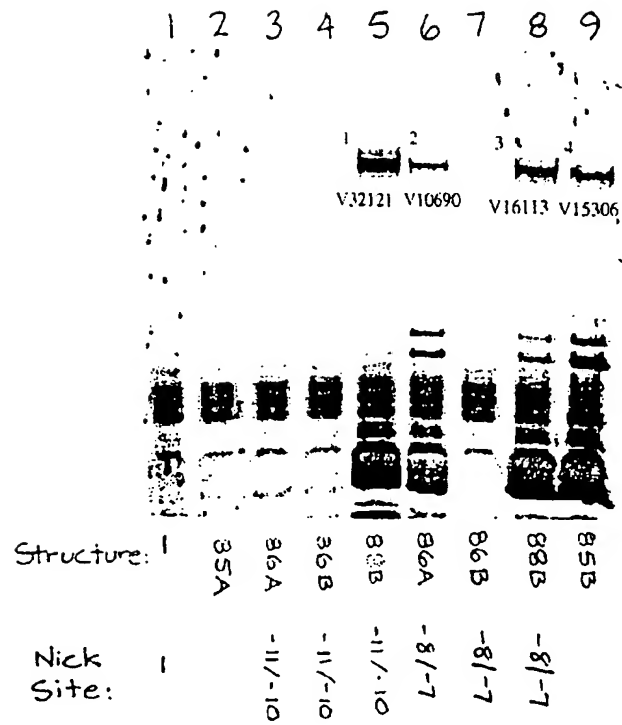 1 2 3 4 5 6 7 8 9
1 2 3 4
V32121 V10690 V16113 V15306
Structure: - 85A 86A 86B 88B 86A 86B 88B 85B
Nick Site: - -11/-10 -11/-10 -11/-10 -8/-7 -8/-7 -8/-7